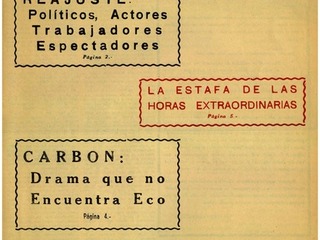 REAJUSTE:
Políticos, Actores
Trabajadores
Espectadores
Página 7.-
LA ESTAFA DE LAS
HORAS EXTRAORDINARIAS
Página 5.-
CARBON:
Drama que no
Encuentra Eco
Página 4.-